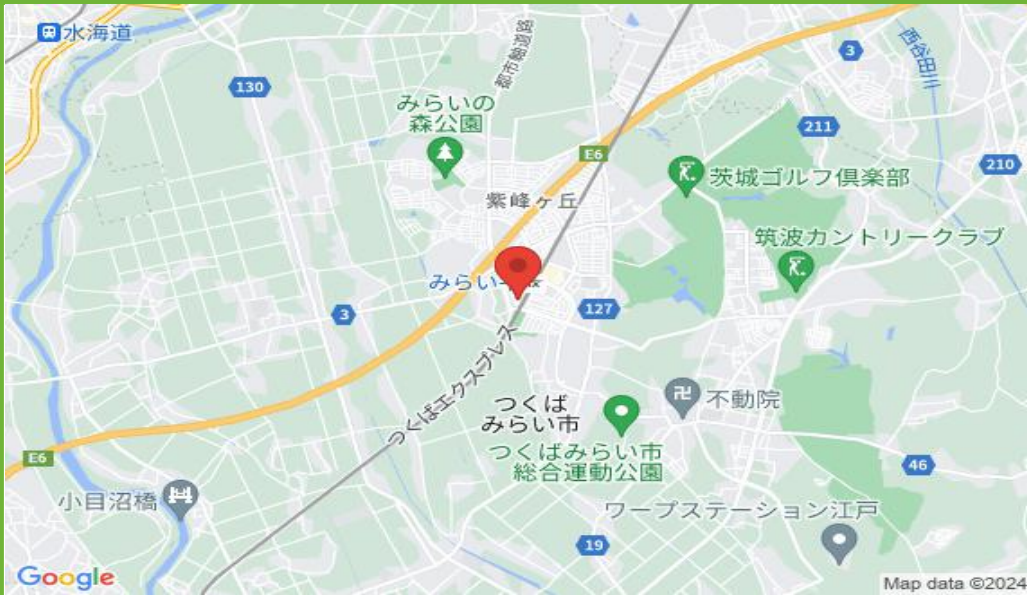 水海道
都市軸道路
西谷田川
3
130
みらいの
森公園
211
E6
210
茨城ゴルフ倶楽部
紫峰ヶ丘
筑波カントリークラブ
みらい
3
127
つくばエクスプレス
つくば
みらい市
不動院
つくばみらい市
総合運動公園
E6
46
小目沼橋
ワープステーション江戸
19
Google
Map data ©2024